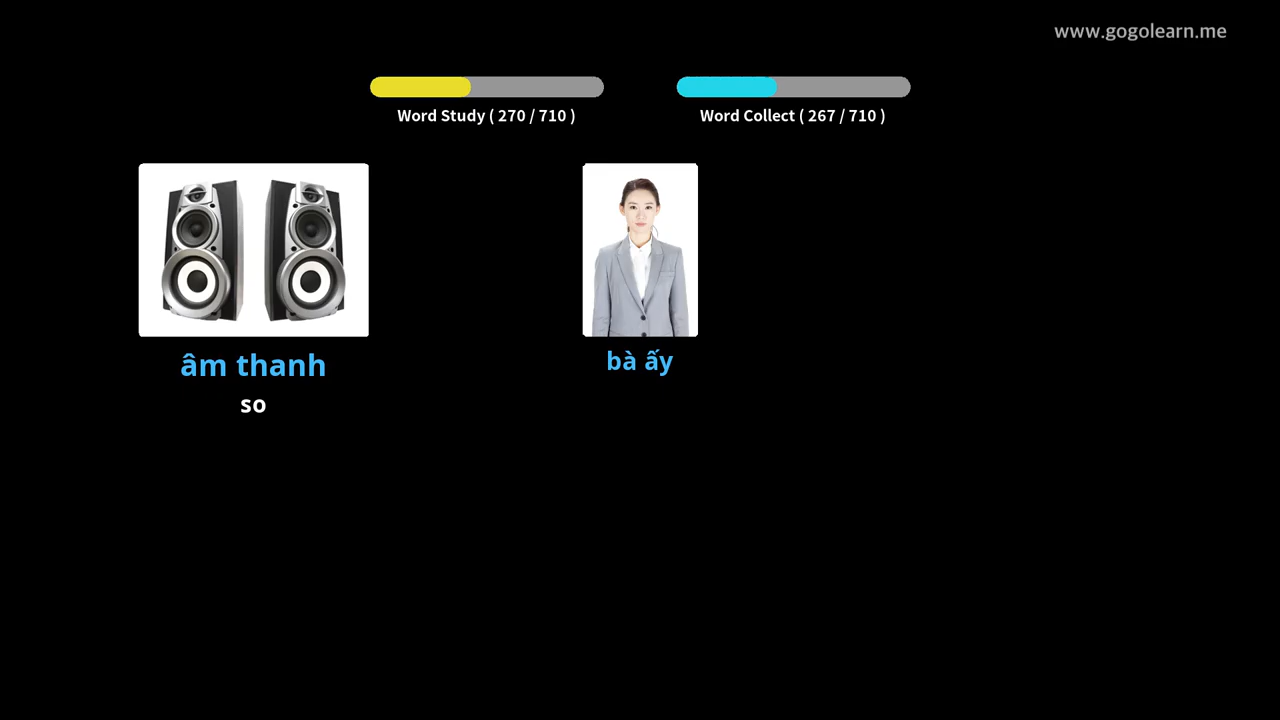 www.gogolearn.me
Word Study ( 270 / 710 )
Word Collect ( 267 / 710 )
âm thanh
so
bà ấy